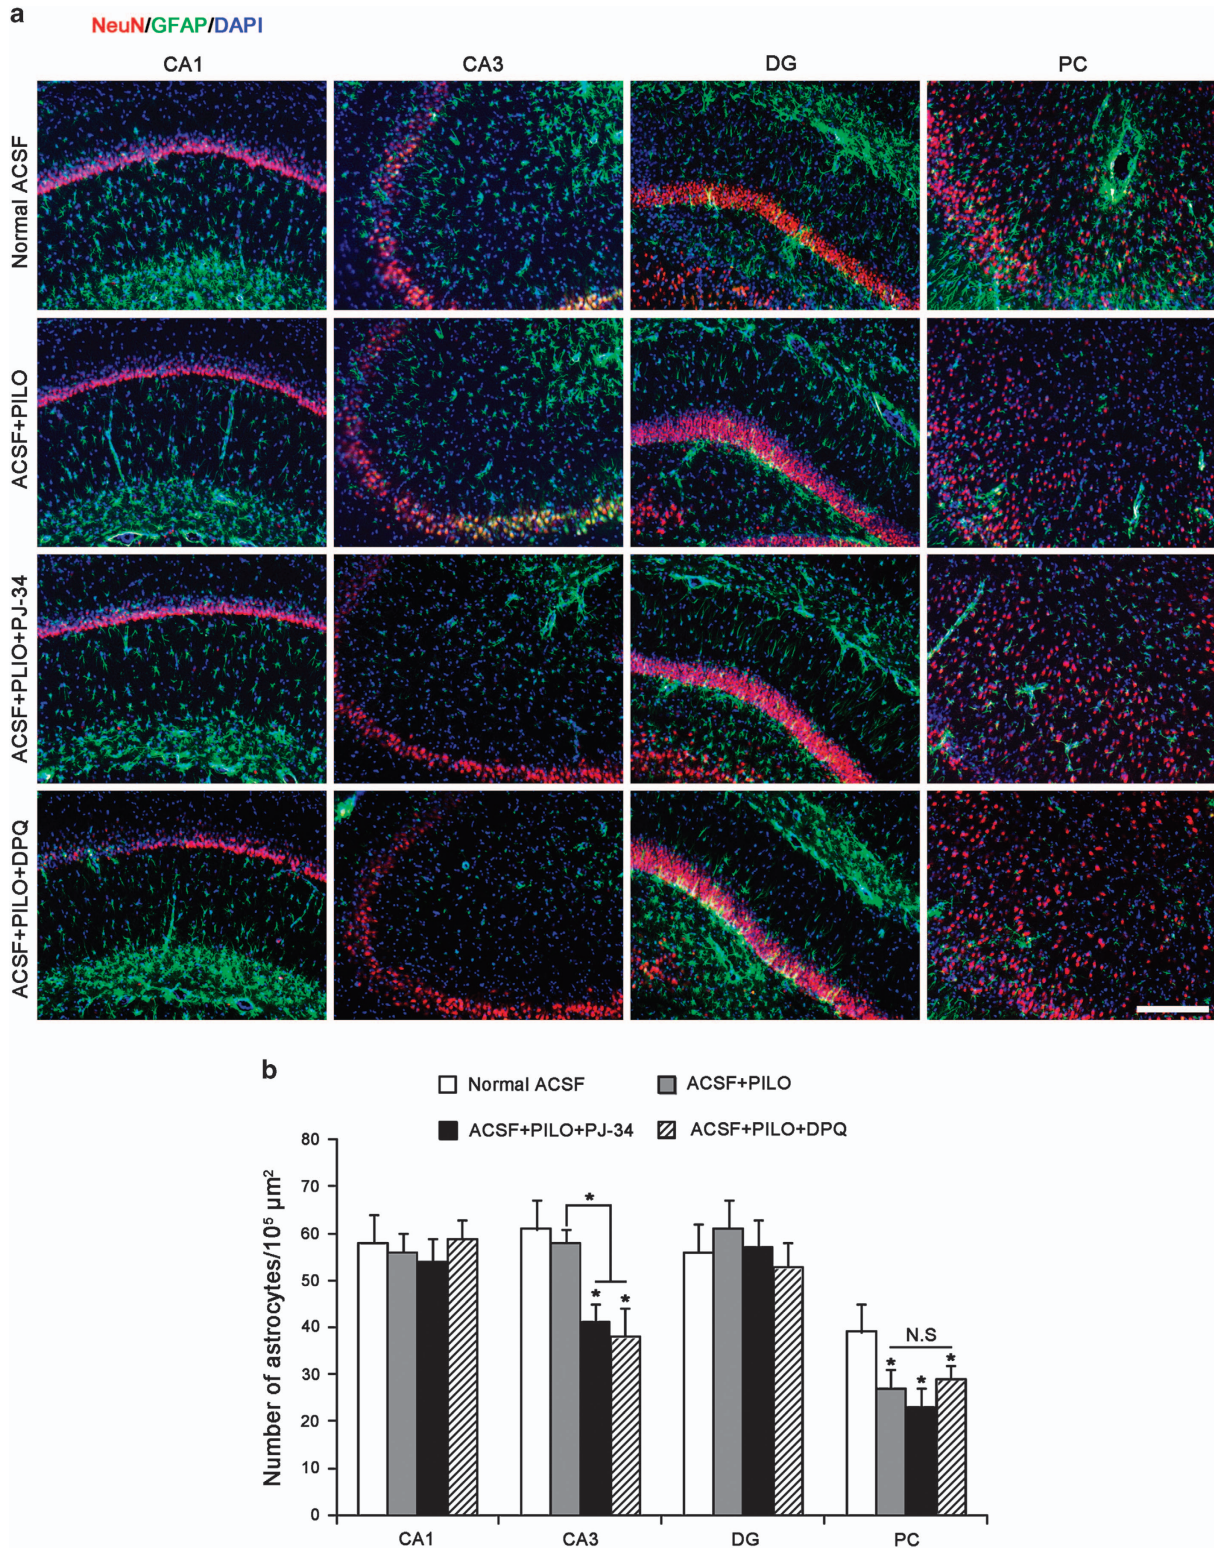 a
NeuN/GFAP/DAPI
CA1 CA3 DG PC
Normal ACSF
ACSF+PILO
ACSF+PLIO+PJ-34
ACSF+PILO+DPQ
b
Normal ACSF ACSF+PILO
ACSF+PILO+PJ-34 ACSF+PILO+DPQ
Number of astrocytes/10⁵ µm²
80
70
60
50
40
30
20
10
0
*
* *
N.S
* * *
CA1 CA3 DG PC